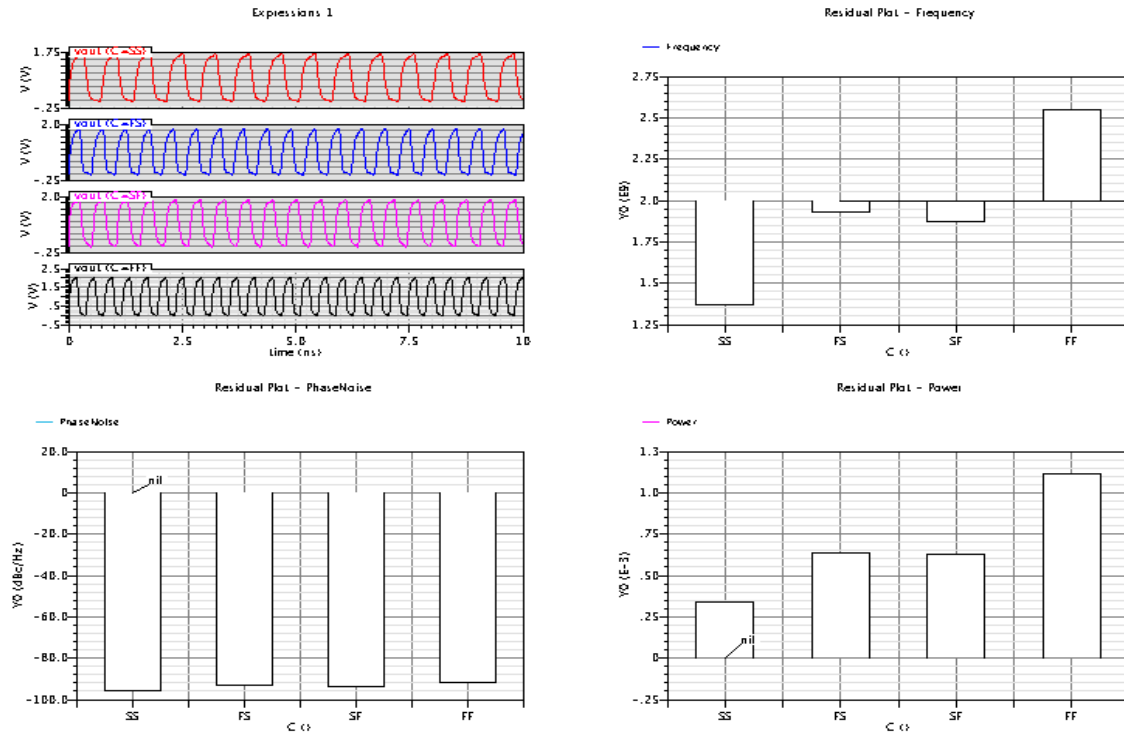 Expressions 1
vout (C =SS)
1.75
V (V)
-.25
vout (C =FS)
2.0
V (V)
-.25
vout (C =SF)
2.0
V (V)
-.25
vout (C =FF)
2.5
1.5
V (V)
.5
-.5
0 2.5 5.0 7.5 10
time (ns)
Residual Plot - Frequency
Frequency
2.75
2.5
2.25
2.0
Y0 (E9)
1.75
1.5
1.25
SS FS SF FF
C ()
Residual Plot - PhaseNoise
PhaseNoise
20.0
nil
0
-20.0
Y0 (dBc/Hz)
-40.0
-60.0
-80.0
-100.0
SS FS SF FF
C ()
Residual Plot - Power
Power
1.3
1.0
.75
Y0 (E-3)
.50
.25
nil
0
-.25
SS FS SF FF
C ()